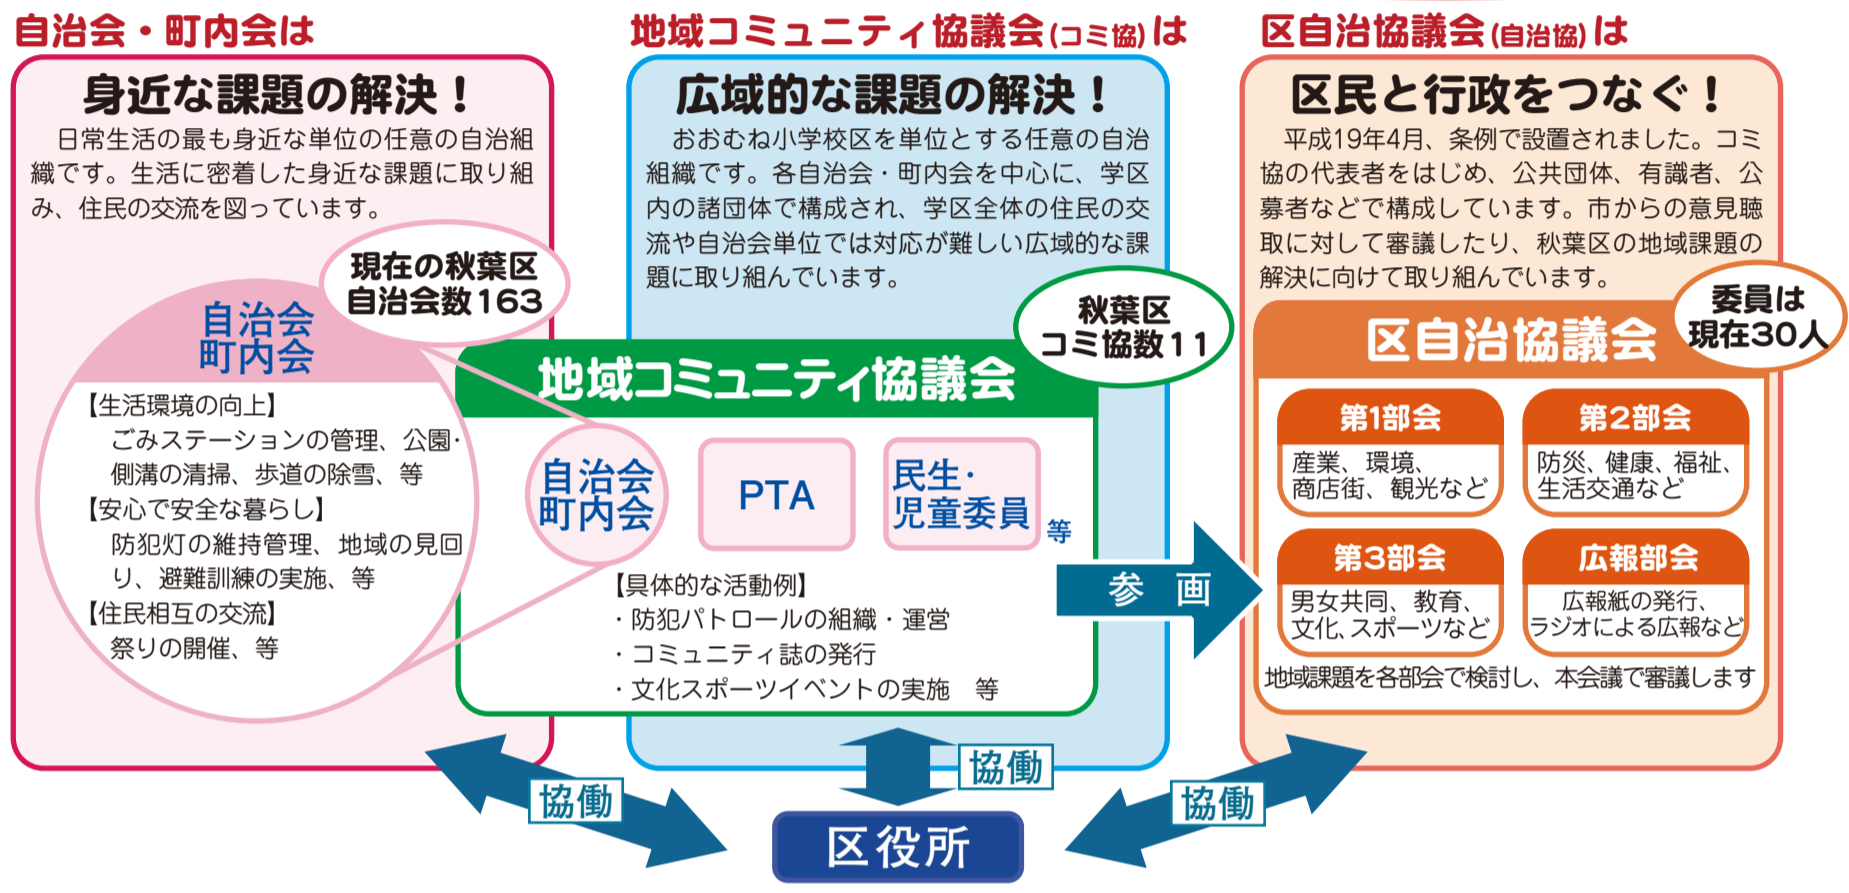 自治会・町内会は
身近な課題の解決！
日常生活の最も身近な単位の任意の自治組
織です。生活に密着した身近な課題に取り組
み、住民の交流を図っています。
現在の秋葉区
自治会数163
自治会
町内会
【生活環境の向上】
ごみステーションの管理、公園・
側溝の清掃、歩道の除雪、等
【安心で安全な暮らし】
防犯灯の維持管理、地域の見回
り、避難訓練の実施、等
【住民相互の交流】
祭りの開催、等
地域コミュニティ協議会(コミ協)は
広域的な課題の解決！
おおむね小学校区を単位とする任意の自治
組織です。各自治会・町内会を中心に、学区
内の諸団体で構成され、学区全体の住民の交
流や自治会単位では対応が難しい広域的な課
題に取り組んでいます。
秋葉区
コミ協数11
地域コミュニティ協議会
自治会
町内会
PTA
民生・
児童委員
等
【具体的な活動例】
・防犯パトロールの組織・運営
・コミュニティ誌の発行
・文化スポーツイベントの実施　等
参　画
区自治協議会(自治協)は
区民と行政をつなぐ！
平成19年4月、条例で設置されました。コミ
協の代表者をはじめ、公共団体、有識者、公
募者などで構成しています。市からの意見聴
取に対して審議したり、秋葉区の地域課題の
解決に向けて取り組んでいます。
委員は
現在30人
区自治協議会
第1部会
産業、環境、
商店街、観光など
第2部会
防災、健康、福祉、
生活交通など
第3部会
男女共同、教育、
文化、スポーツなど
広報部会
広報紙の発行、
ラジオによる広報など
地域課題を各部会で検討し、本会議で審議します
協働
協働
協働
区役所